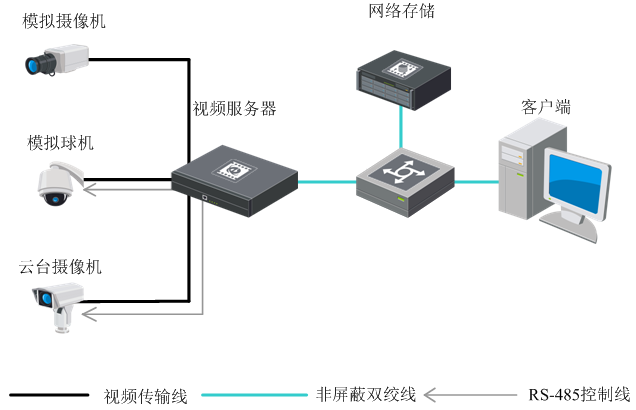 模拟摄像机
网络存储
视频服务器
客户端
模拟球机
云台摄像机
视频传输线
非屏蔽双绞线
RS-485控制线